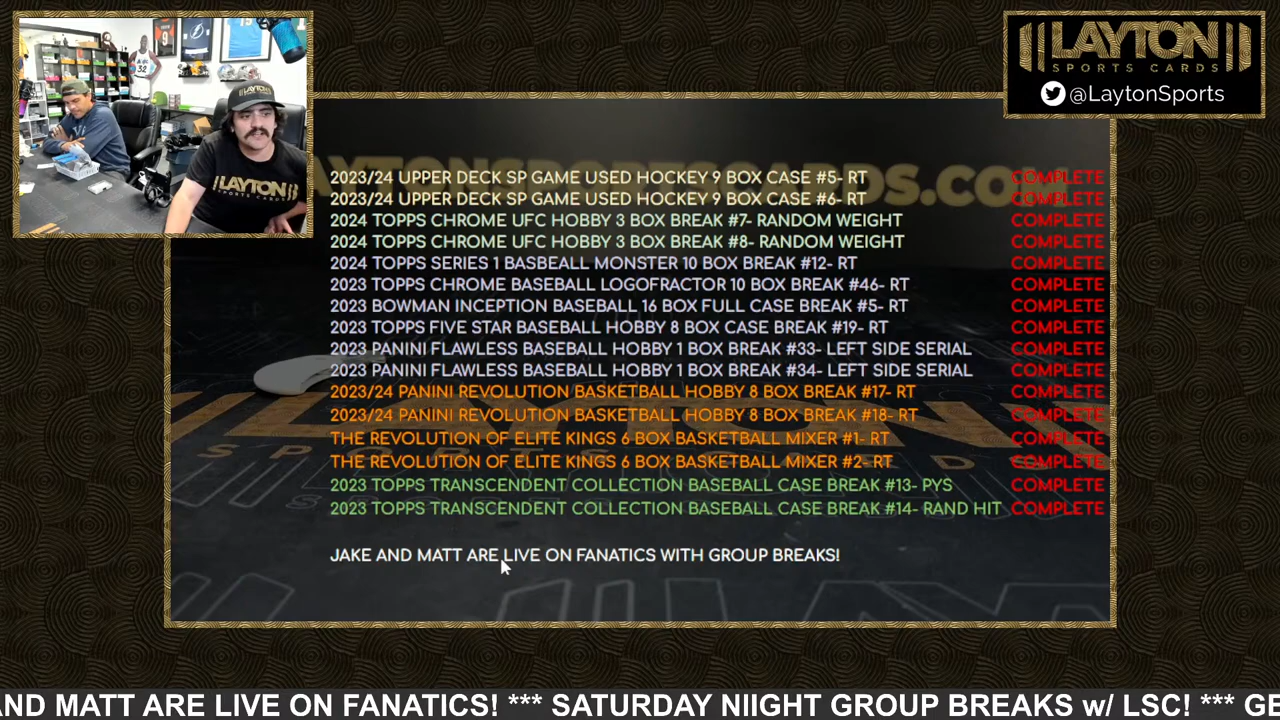 LAYTON
SPORTS CARDS
@LaytonSports
LAYTON
32
9
LAYTONSPORTSCARDS.COM
2023/24 UPPER DECK SP GAME USED HOCKEY 9 BOX CASE #5- RT COMPLETE
2023/24 UPPER DECK SP GAME USED HOCKEY 9 BOX CASE #6- RT COMPLETE
2024 TOPPS CHROME UFC HOBBY 3 BOX BREAK #7- RANDOM WEIGHT COMPLETE
2024 TOPPS CHROME UFC HOBBY 3 BOX BREAK #8- RANDOM WEIGHT COMPLETE
2024 TOPPS SERIES 1 BASBEALL MONSTER 10 BOX BREAK #12- RT COMPLETE
2023 TOPPS CHROME BASEBALL LOGOFRACTOR 10 BOX BREAK #46- RT COMPLETE
2023 BOWMAN INCEPTION BASEBALL 16 BOX FULL CASE BREAK #5- RT COMPLETE
2023 TOPPS FIVE STAR BASEBALL HOBBY 8 BOX CASE BREAK #19- RT COMPLETE
2023 PANINI FLAWLESS BASEBALL HOBBY 1 BOX BREAK #33- LEFT SIDE SERIAL COMPLETE
2023 PANINI FLAWLESS BASEBALL HOBBY 1 BOX BREAK #34- LEFT SIDE SERIAL COMPLETE
2023/24 PANINI REVOLUTION BASKETBALL HOBBY 8 BOX BREAK #17- RT COMPLETE
2023/24 PANINI REVOLUTION BASKETBALL HOBBY 8 BOX BREAK #18- RT COMPLETE
THE REVOLUTION OF ELITE KINGS 6 BOX BASKETBALL MIXER #1- RT COMPLETE
THE REVOLUTION OF ELITE KINGS 6 BOX BASKETBALL MIXER #2- RT COMPLETE
2023 TOPPS TRANSCENDENT COLLECTION BASEBALL CASE BREAK #13- PYS COMPLETE
2023 TOPPS TRANSCENDENT COLLECTION BASEBALL CASE BREAK #14- RAND HIT COMPLETE
JAKE AND MATT ARE LIVE ON FANATICS WITH GROUP BREAKS!
AND MATT ARE LIVE ON FANATICS! *** SATURDAY NIIGHT GROUP BREAKS w/ LSC! *** GE